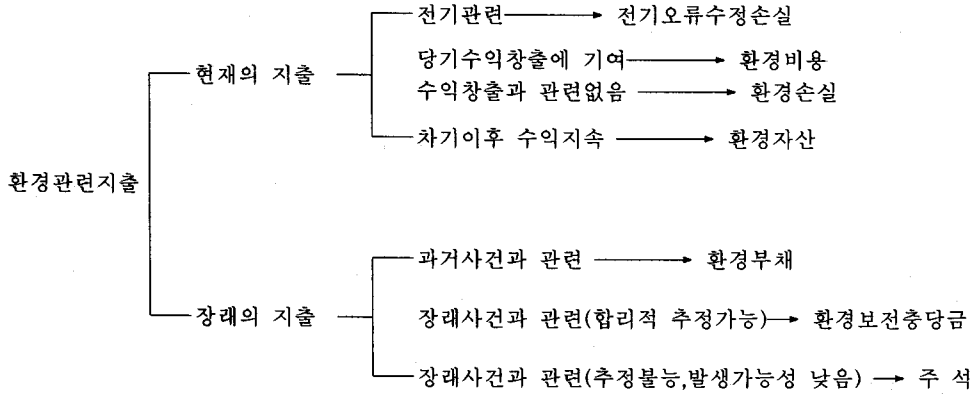 전기관련 → 전기오류수정손실
당기수익창출에 기여 → 환경비용
현재의 지출
수익창출과 관련없음 → 환경손실
차기이후 수익지속 → 환경자산
환경관련지출
과거사건과 관련 → 환경부채
장래의 지출
장래사건과 관련(합리적 추정가능) → 환경보전충당금
장래사건과 관련(추정불능,발생가능성 낮음) → 주 석